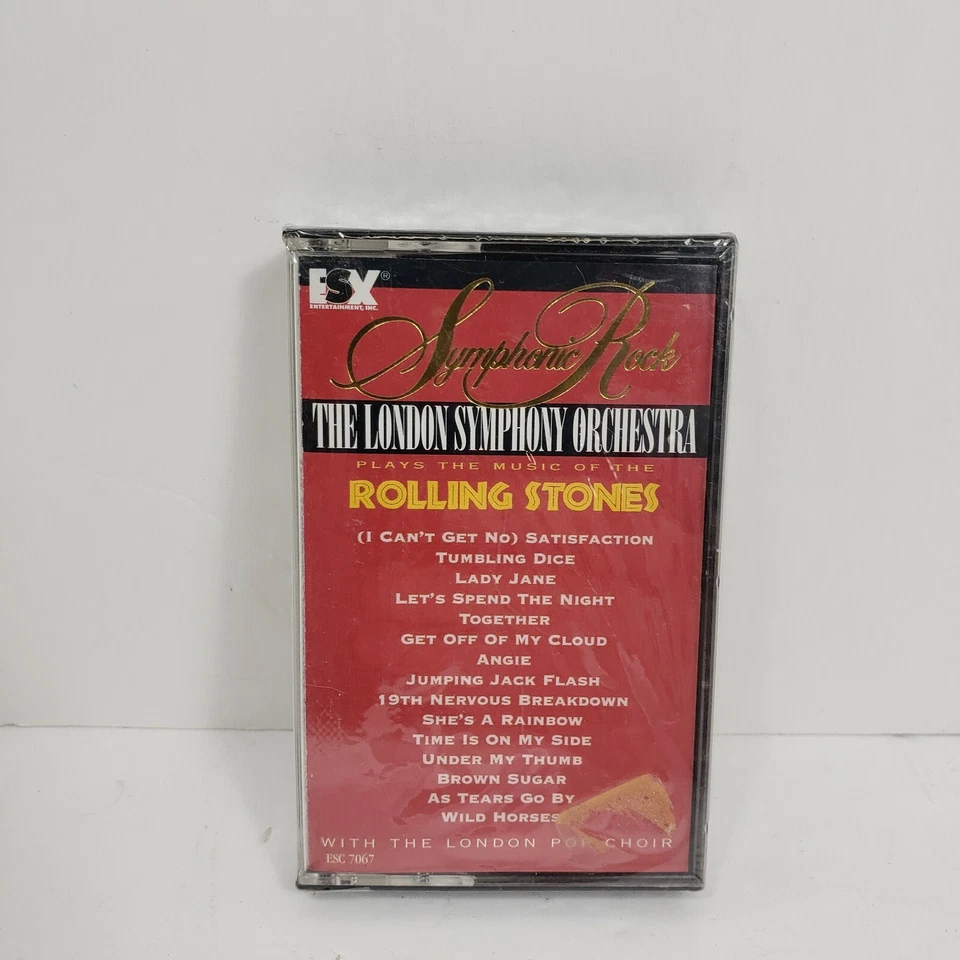 ESX®
ENTERTAINMENT, INC.
Symphonic Rock
THE LONDON SYMPHONY ORCHESTRA
PLAYS THE MUSIC OF THE
ROLLING STONES
(I CAN'T GET NO) SATISFACTION
TUMBLING DICE
LADY JANE
LET'S SPEND THE NIGHT
TOGETHER
GET OFF OF MY CLOUD
ANGIE
JUMPING JACK FLASH
19TH NERVOUS BREAKDOWN
SHE'S A RAINBOW
TIME IS ON MY SIDE
UNDER MY THUMB
BROWN SUGAR
AS TEARS GO BY
WILD HORSES
WITH THE LONDON POP CHOIR
ESC 7067